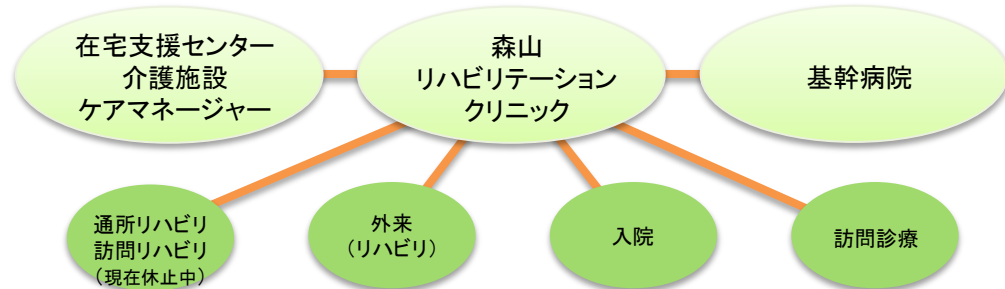 在宅支援センター
介護施設
ケアマネージャー
森山
リハビリテーション
クリニック
基幹病院
通所リハビリ
訪問リハビリ
（現在休止中）
外来
（リハビリ）
入院
訪問診療